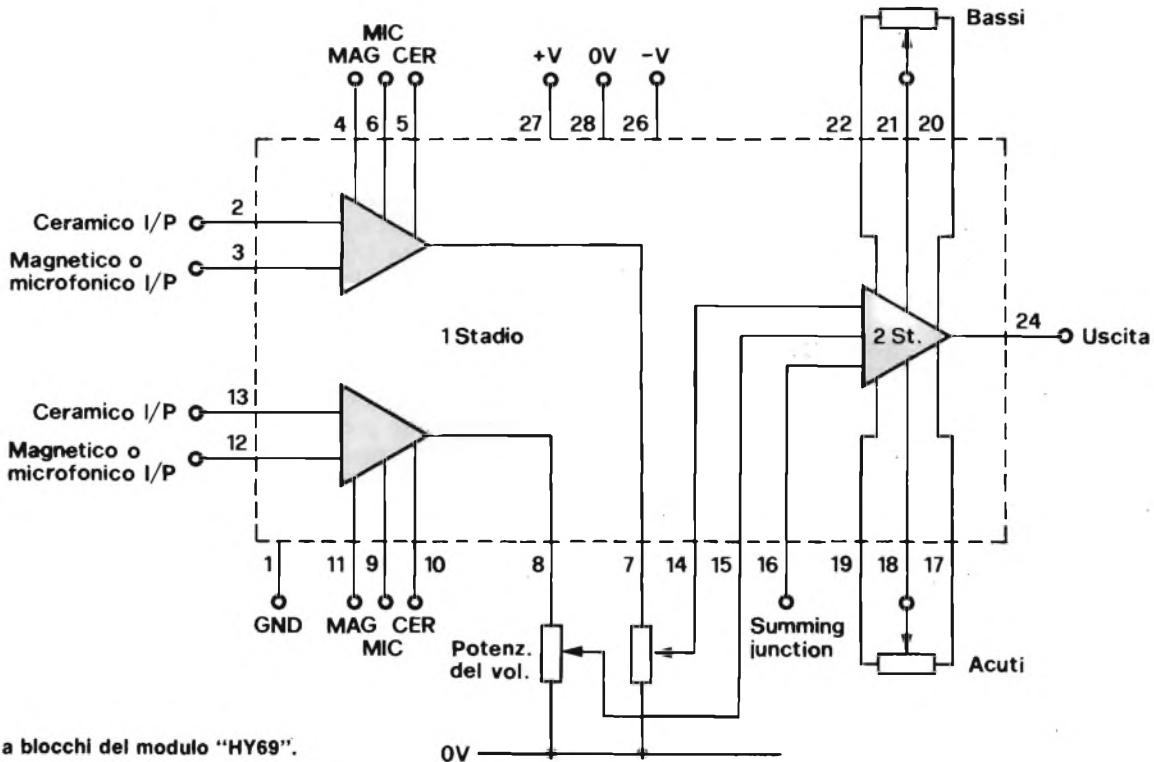 Bassi
MIC
MAG CER
+V 0V -V
4 6 5 27 28 26 22 21 20
Ceramico I/P 2
Magnetico o
microfonico I/P 3
1 Stadio
2 St.
24 Uscita
Ceramico I/P 13
Magnetico o
microfonico I/P 12
1 11 9 10 8 7 14 15 16 19 18 17
GND
MAG CER
MIC
Potenz.
del vol.
Summing
junction
Acuti
0V
a blocchi del modulo "HY69".